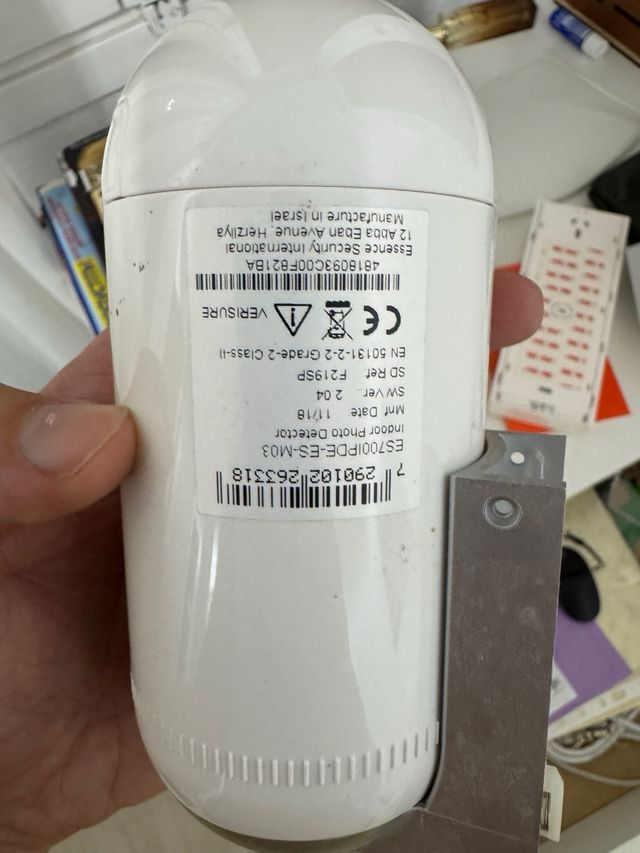 7 290102 263318
ES700IPDE-ES-M03
Indoor Photo Detector
Mnt Date 11/18
SW Ver. 2.04
SD Ref F219SP
EN 50131-2-2 Grade-2 Class-II
CE VERISURE
4818093C00FB21BA
Essence Security International
12 Abba Eban Avenue, Herzliya
Manufacture in Israel